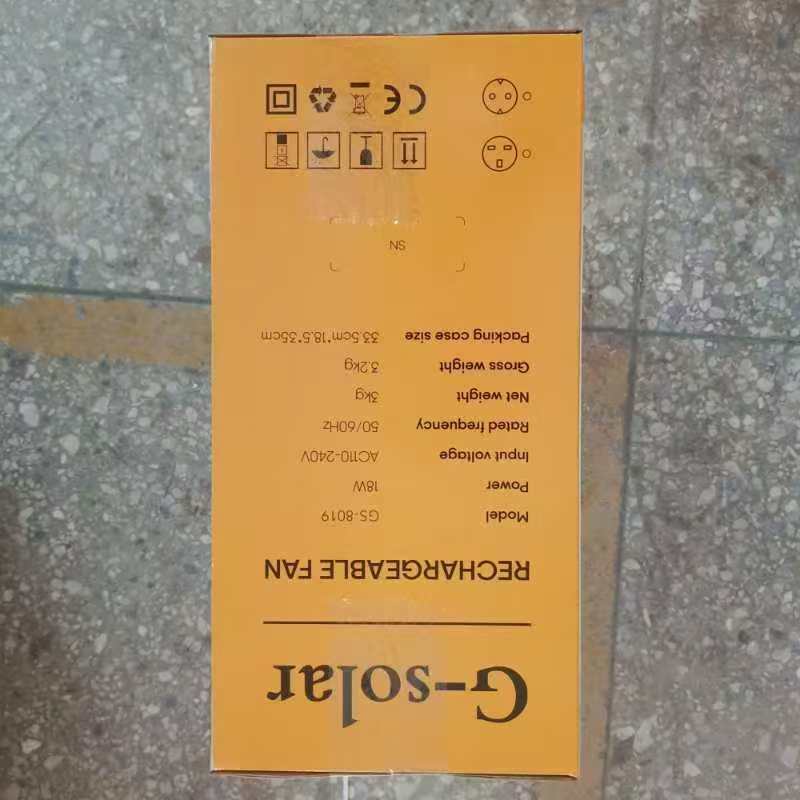 G-solar
RECHARGEABLE FAN
Model GS-8019
Power 18W
Input voltage AC110-240V
Rated frequency 50/60Hz
Net weight 3kg
Gross weight 3.2kg
Packing case size 33.5cm*18.5*35cm
SN
CE